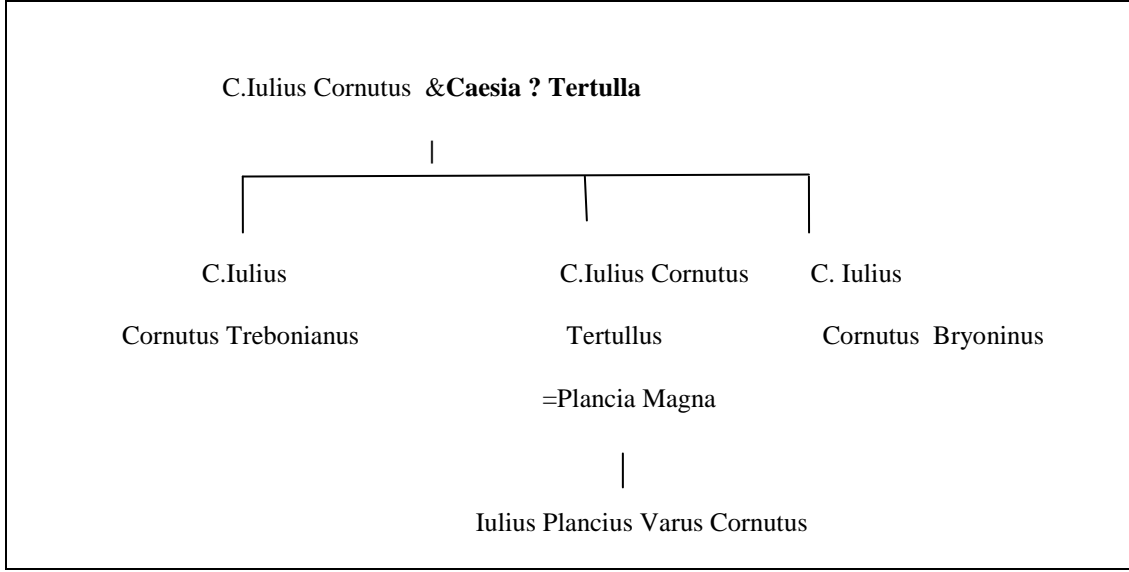 C.Iulius Cornutus &Caesia ? Tertulla
C.Iulius C.Iulius Cornutus C. Iulius
Cornutus Trebonianus Tertullus Cornutus Bryoninus
=Plancia Magna
Iulius Plancius Varus Cornutus